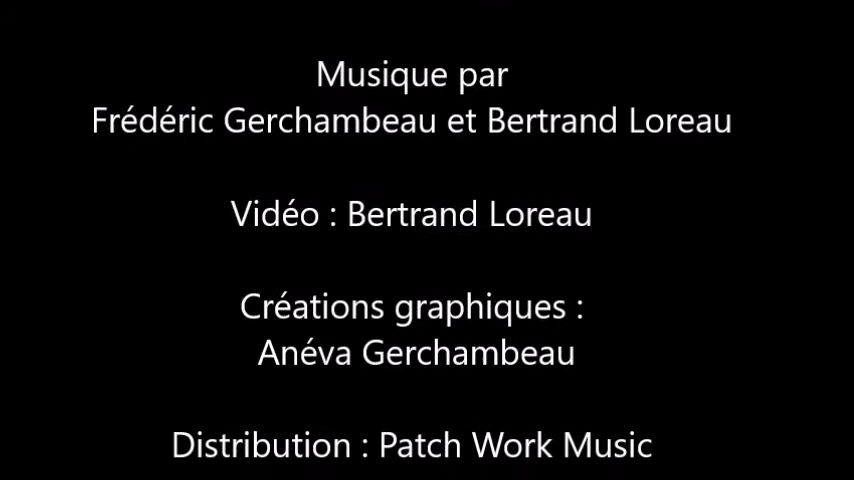 Musique par
Frédéric Gerchambeau et Bertrand Loreau
Vidéo : Bertrand Loreau
Créations graphiques :
Anéva Gerchambeau
Distribution : Patch Work Music